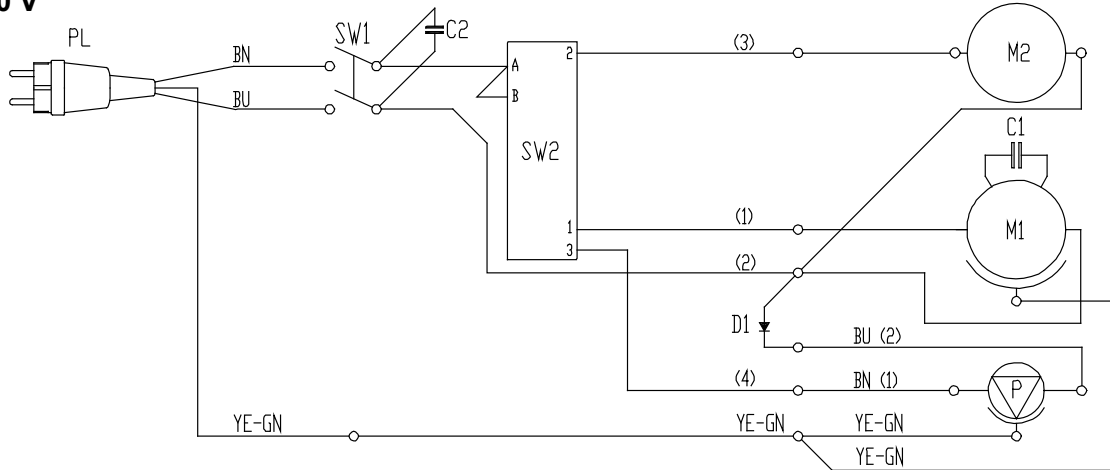 0 V
PL
BN
BU
SW1
C2
A
B
2
SW2
1
3
(3)
M2
C1
(1)
M1
(2)
D1
BU (2)
(4)
BN (1)
P
YE-GN
YE-GN
YE-GN
YE-GN